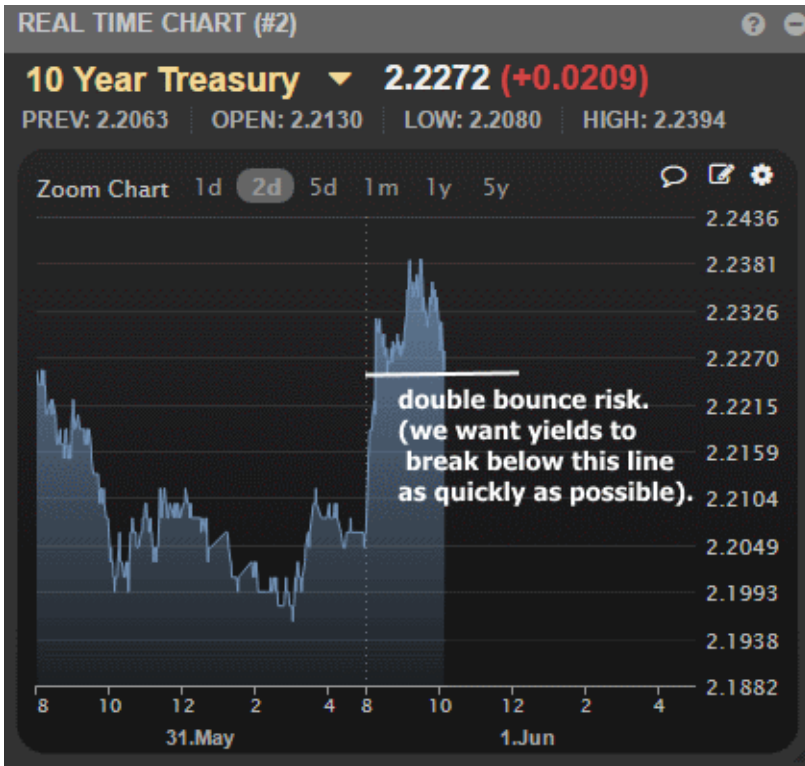 REAL TIME CHART (#2)
10 Year Treasury 2.2272 (+0.0209)
PREV: 2.2063 OPEN: 2.2130 LOW: 2.2080 HIGH: 2.2394
Zoom Chart 1d 2d 5d 1m 1y 5y
2.2436
2.2381
2.2326
2.2270
2.2215
2.2159
2.2104
2.2049
2.1993
2.1938
2.1882
double bounce risk.
(we want yields to
break below this line
as quickly as possible).
8 10 12 2 4 8 10 12 2 4
31.May 1.Jun